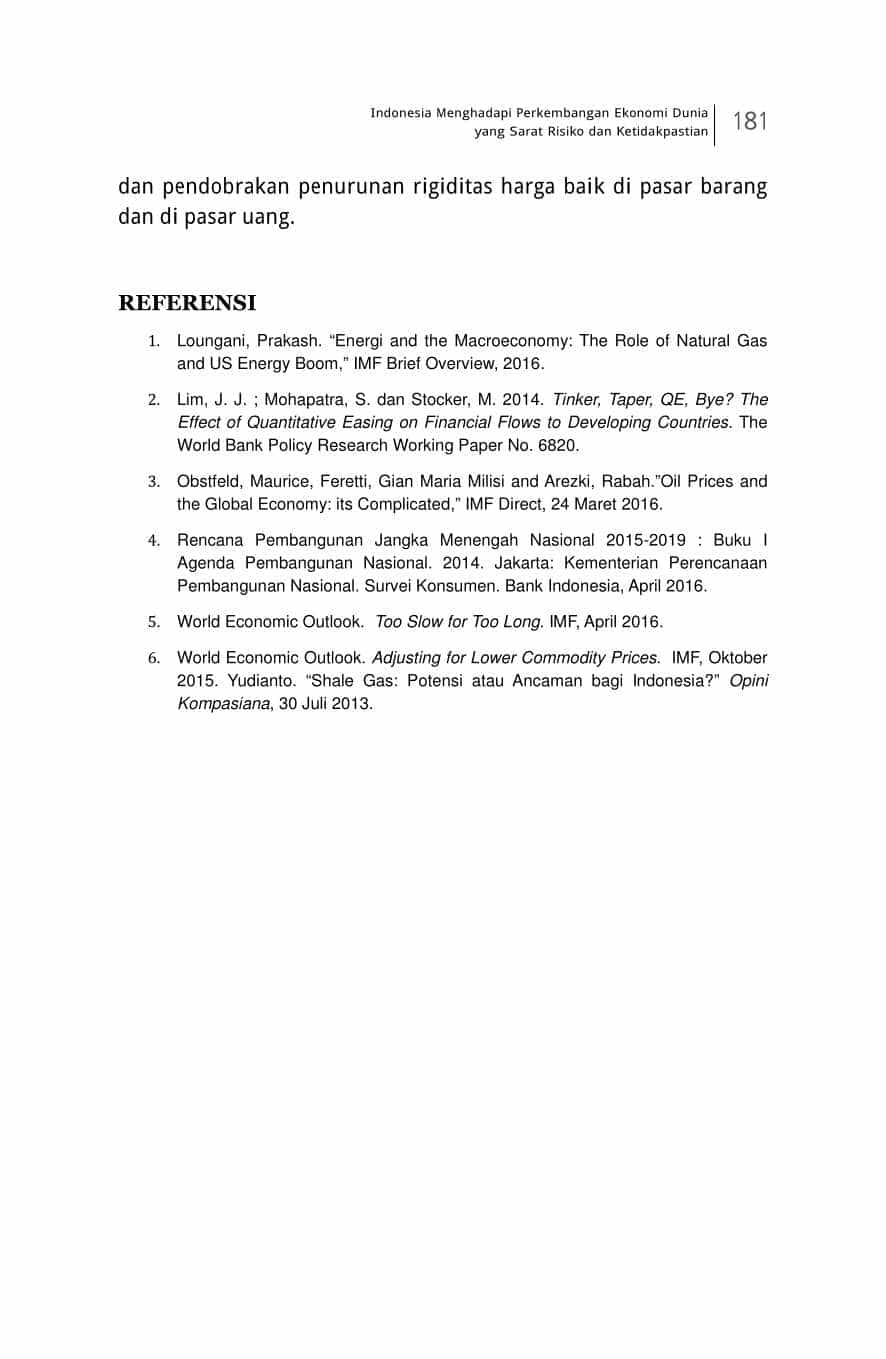 Indonesia Menghadapi Perkembangan Ekonomi Dunia
yang Sarat Risiko dan Ketidakpastian
181
dan pendobrakan penurunan rigiditas harga baik di pasar barang
dan di pasar uang.
REFERENSI
1. Loungani, Prakash. “Energi and the Macroeconomy: The Role of Natural Gas
and US Energy Boom,” IMF Brief Overview, 2016.
2. Lim, J. J. ; Mohapatra, S. dan Stocker, M. 2014. Tinker, Taper, QE, Bye? The
Effect of Quantitative Easing on Financial Flows to Developing Countries. The
World Bank Policy Research Working Paper No. 6820.
3. Obstfeld, Maurice, Feretti, Gian Maria Milisi and Arezki, Rabah.”Oil Prices and
the Global Economy: its Complicated,” IMF Direct, 24 Maret 2016.
4. Rencana Pembangunan Jangka Menengah Nasional 2015-2019 : Buku I
Agenda Pembangunan Nasional. 2014. Jakarta: Kementerian Perencanaan
Pembangunan Nasional. Survei Konsumen. Bank Indonesia, April 2016.
5. World Economic Outlook. Too Slow for Too Long. IMF, April 2016.
6. World Economic Outlook. Adjusting for Lower Commodity Prices. IMF, Oktober
2015. Yudianto. “Shale Gas: Potensi atau Ancaman bagi Indonesia?” Opini
Kompasiana, 30 Juli 2013.